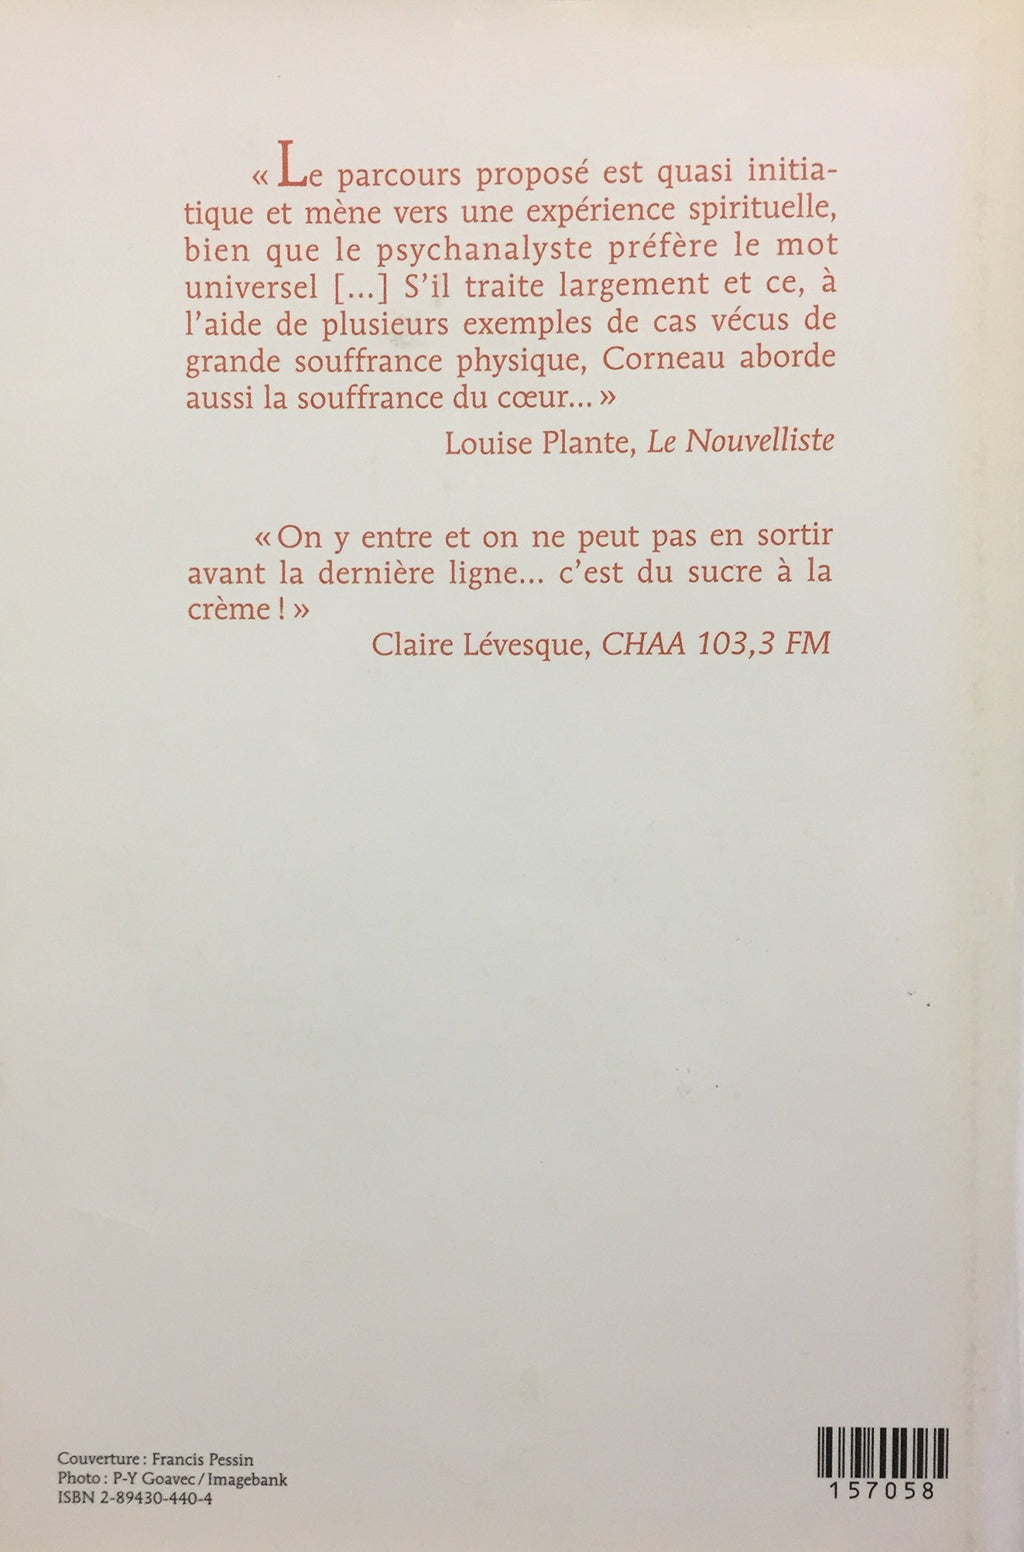 « Le parcours proposé est quasi initia-
tique et mène vers une expérience spirituelle,
bien que le psychanalyste préfère le mot
universel [...] S'il traite largement et ce, à
l'aide de plusieurs exemples de cas vécus de
grande souffrance physique, Corneau aborde
aussi la souffrance du cœur... »
Louise Plante, Le Nouvelliste
« On y entre et on ne peut pas en sortir
avant la dernière ligne... c'est du sucre à la
crème ! »
Claire Lévesque, CHAA 103,3 FM
Couverture : Francis Pessin
Photo : P-Y Goavec / Imagebank
ISBN 2-89430-440-4
157058